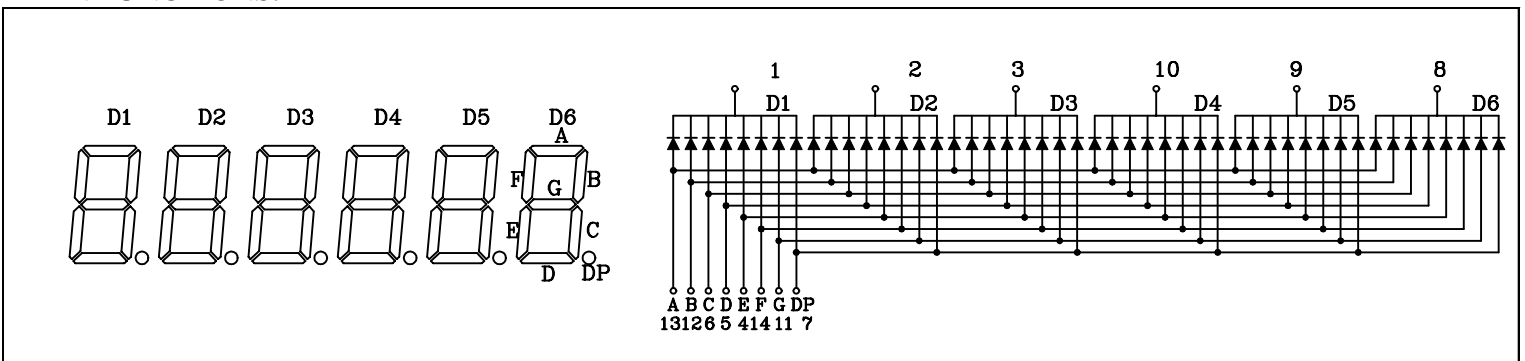 D1 D2 D3 D4 D5 D6
A
F B
G
E C
D DP
1 2 3 10 9 8
D1 D2 D3 D4 D5 D6
A B C D E F G DP
13 12 6 5 4 14 11 7